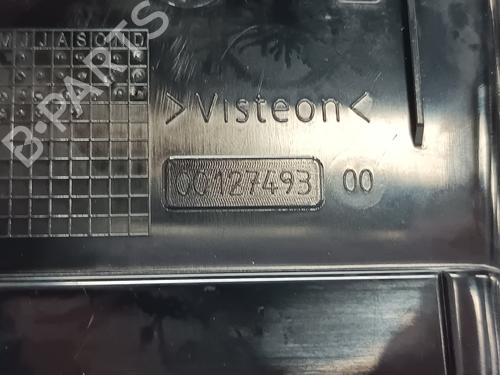 M J J A S O N D
B-PARTS
>Visteon<
00127493 00